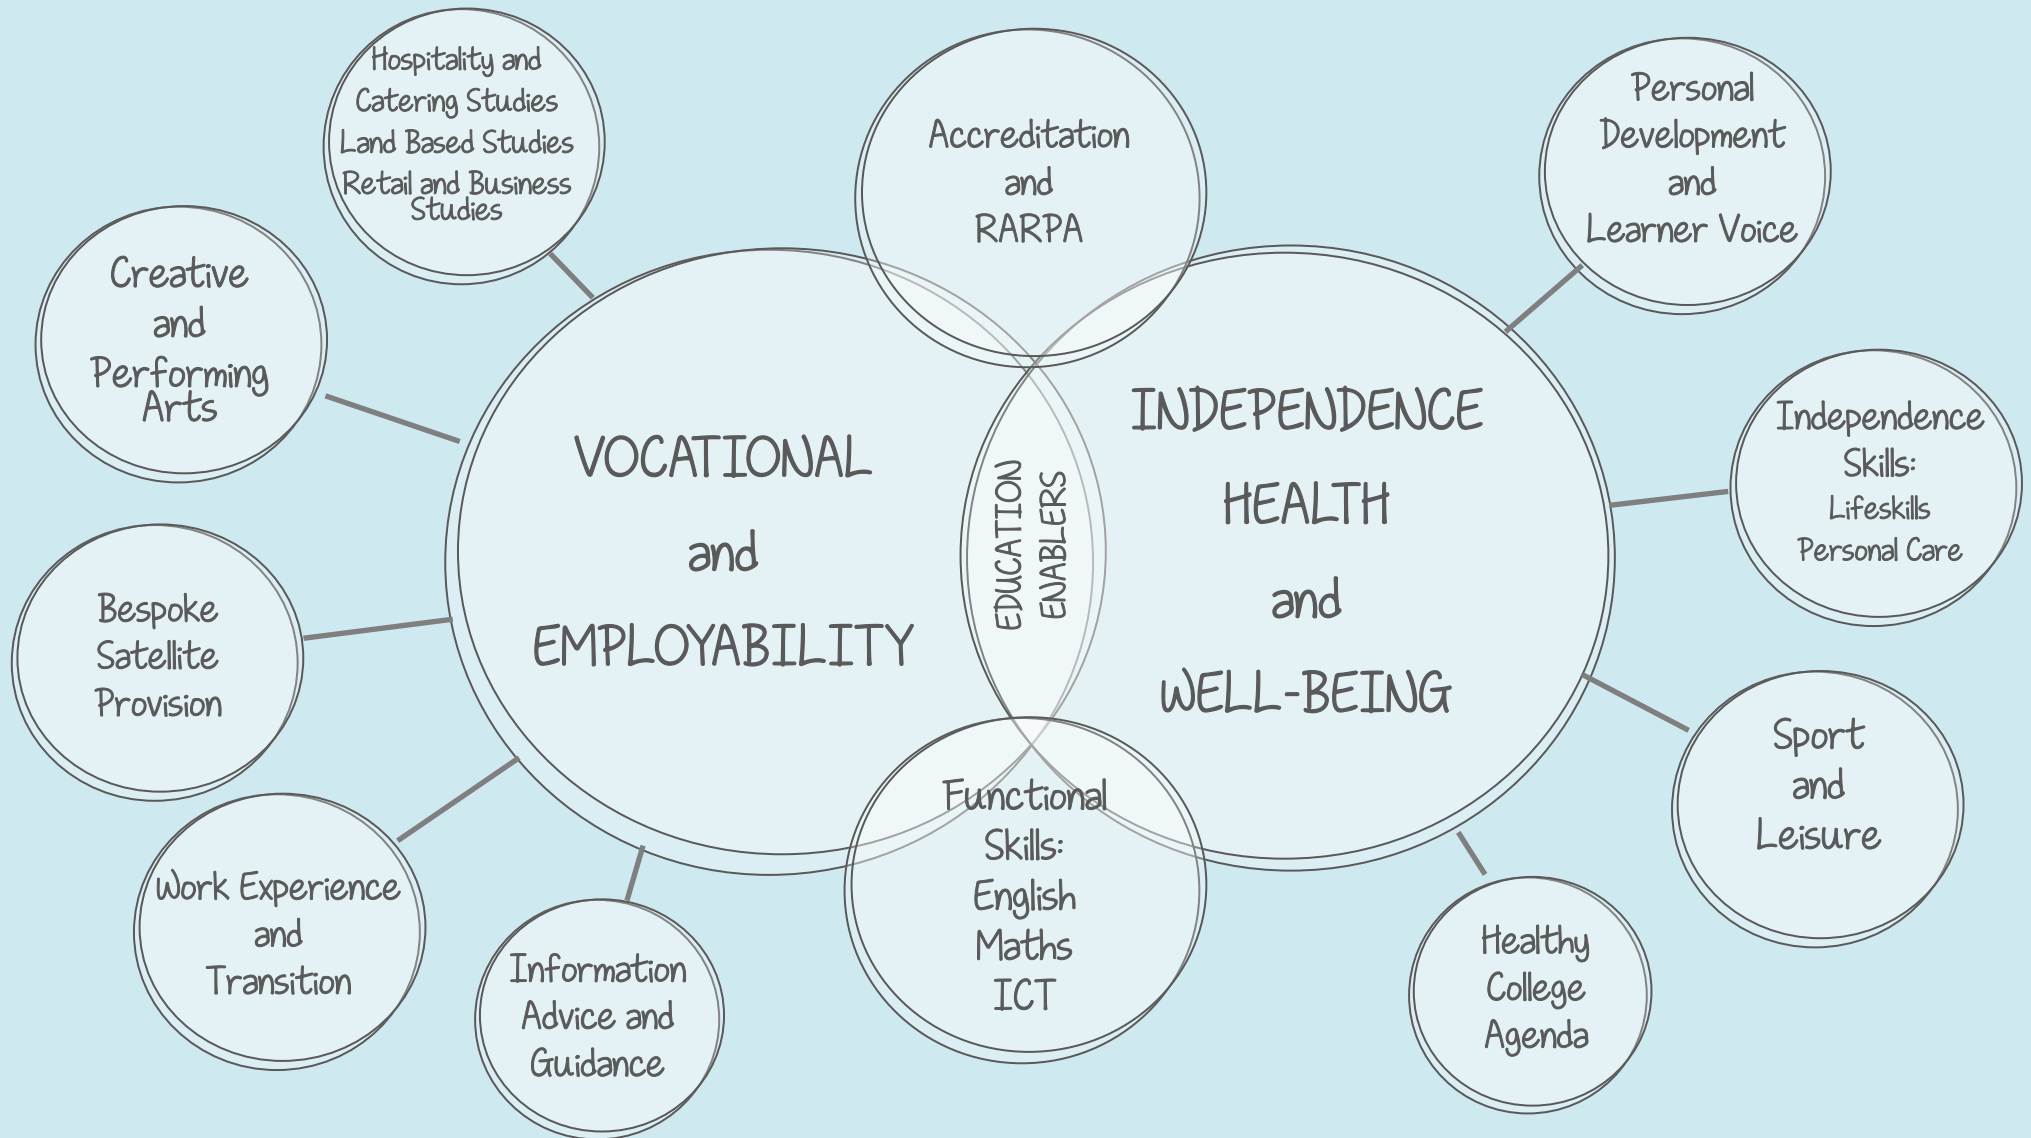 Hospitality and
Catering Studies
Land Based Studies
Retail and Business
Studies
Accreditation
and
RARPA
Personal
Development
and
Learner Voice
Creative
and
Performing
Arts
VOCATIONAL
and
EMPLOYABILITY
EDUCATION
ENABLERS
INDEPENDENCE
HEALTH
and
WELL-BEING
Independence
Skills:
Lifeskills
Personal Care
Bespoke
Satellite
Provision
Sport
and
Leisure
Work Experience
and
Transition
Information
Advice and
Guidance
Functional
Skills:
English
Maths
ICT
Healthy
College
Agenda